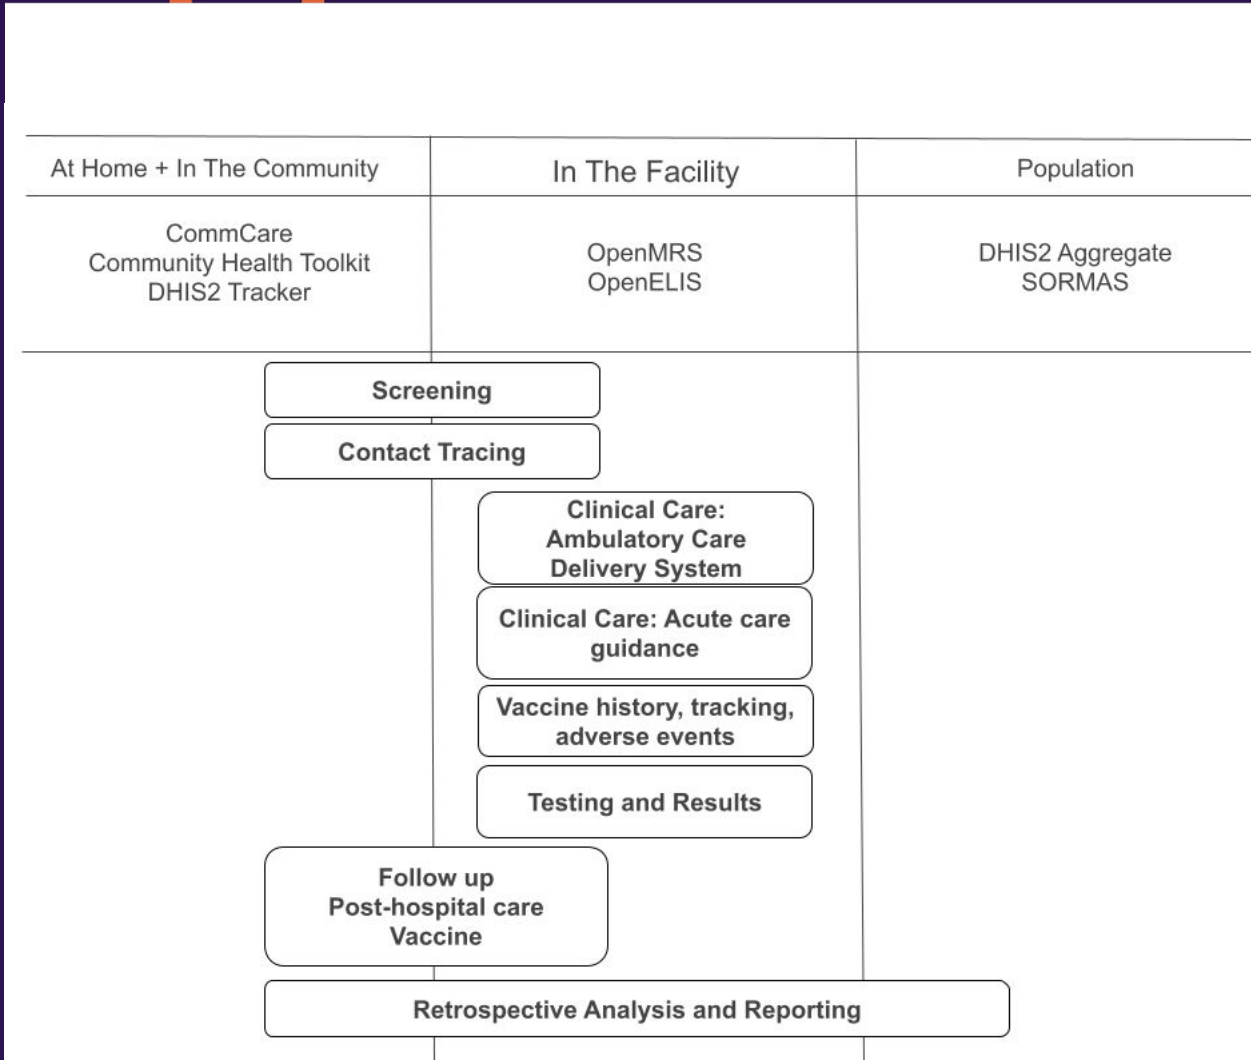 At Home + In The Community
In The Facility
Population
CommCare
Community Health Toolkit
DHIS2 Tracker
OpenMRS
OpenELIS
DHIS2 Aggregate
SORMAS
Screening
Contact Tracing
Clinical Care:
Ambulatory Care
Delivery System
Clinical Care: Acute care
guidance
Vaccine history, tracking,
adverse events
Testing and Results
Follow up
Post-hospital care
Vaccine
Retrospective Analysis and Reporting